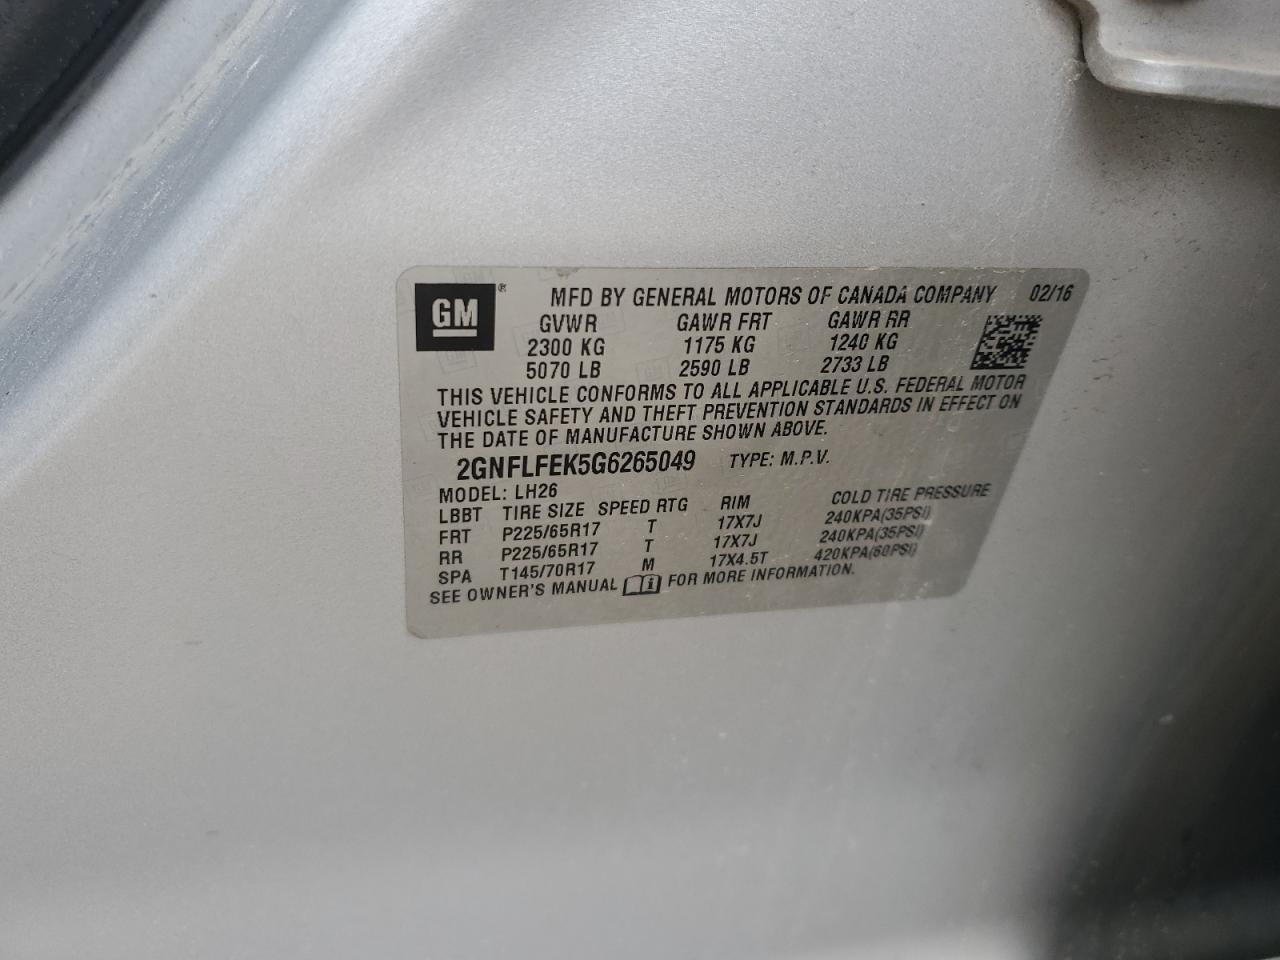 GM® MFD BY GENERAL MOTORS OF CANADA COMPANY 02/16
GVWR GAWR FRT GAWR RR
2300 KG 1175 KG 1240 KG
5070 LB 2590 LB 2733 LB
THIS VEHICLE CONFORMS TO ALL APPLICABLE U.S. FEDERAL MOTOR
VEHICLE SAFETY AND THEFT PREVENTION STANDARDS IN EFFECT ON
THE DATE OF MANUFACTURE SHOWN ABOVE.
2GNFLFEK5G6265049 TYPE: M.P.V.
MODEL: LH26
LBBT TIRE SIZE SPEED RTG RIM COLD TIRE PRESSURE
FRT P225/65R17 T 17X7J 240KPA(35PSI)
RR P225/65R17 T 17X7J 240KPA(35PSI)
SPA T145/70R17 M 17X4.5T 420KPA(60PSI)
SEE OWNER'S MANUAL FOR MORE INFORMATION.